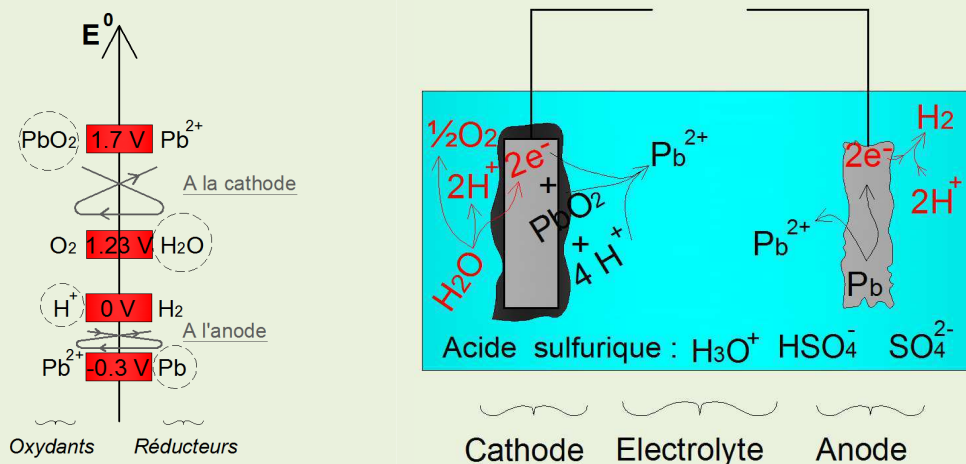 E⁰
PbO₂ 1.7 V Pb²⁺
A la cathode
O₂ 1.23 V H₂O
H⁺ 0 V H₂
A l'anode
Pb²⁺ -0.3 V Pb
Oxydants Réducteurs
½O₂
2H⁺
2e⁻
H₂O
+
PbO₂
+
4 H⁺
Pb²⁺
H₂
2e⁻
2H⁺
Pb²⁺
Pb
Acide sulfurique : H₃O⁺ HSO₄⁻ SO₄²⁻
Cathode Electrolyte Anode